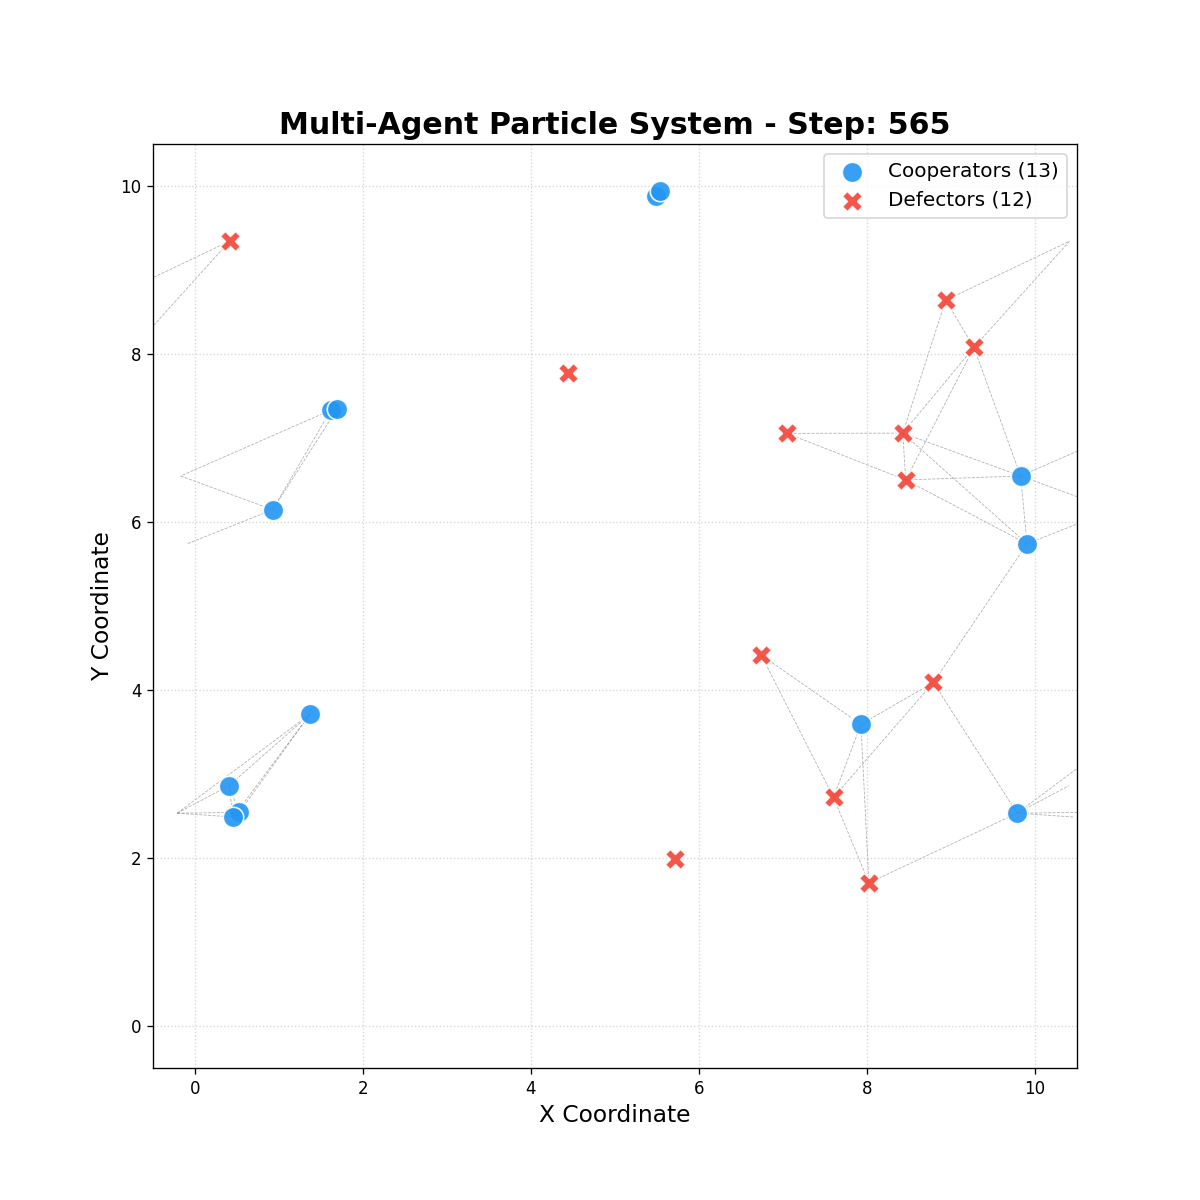 Multi-Agent Particle System - Step: 565
Cooperators (13)
Defectors (12)
10
8
6
4
2
0
Y Coordinate
0 2 4 6 8 10
X Coordinate